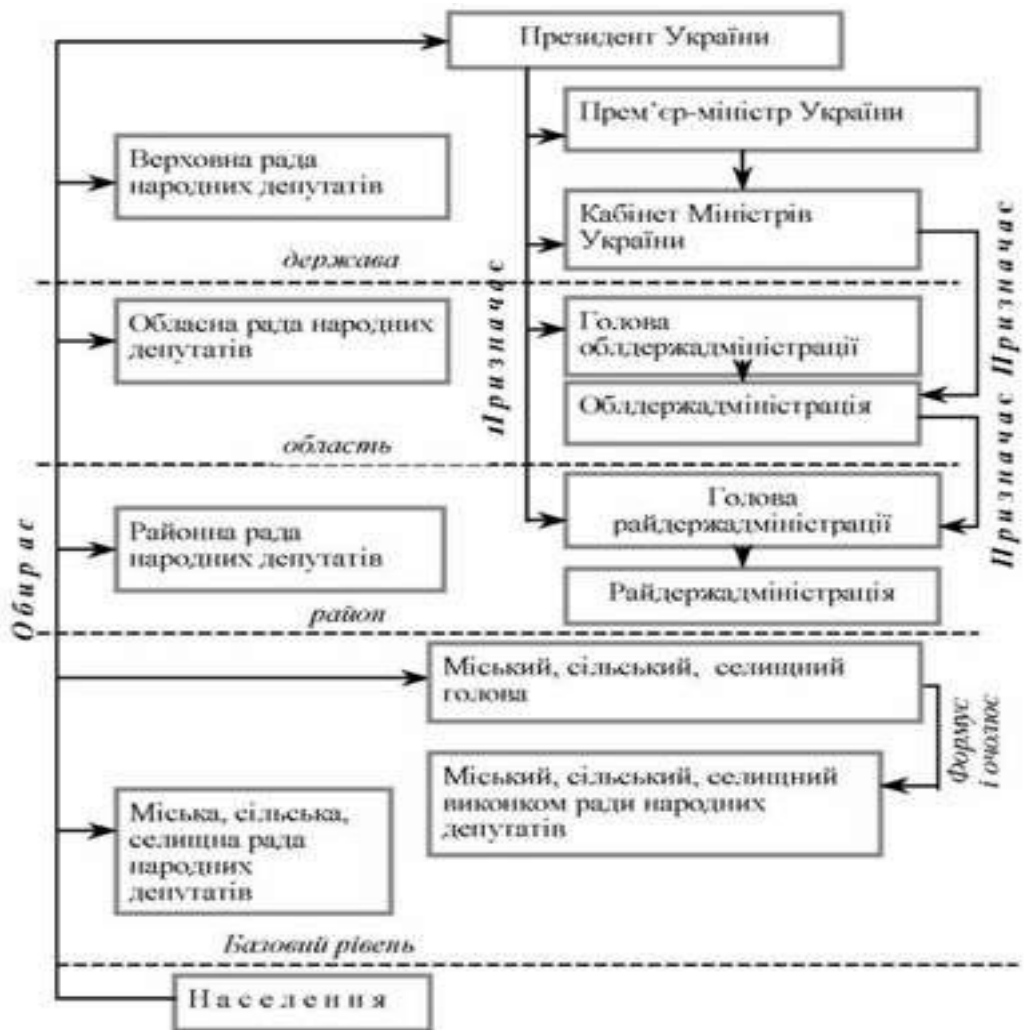 Президент України
Прем’єр-міністр України
Верховна рада
народних депутатів
Кабінет Міністрів
України
держава
Призначає
Призначає
Обласна рада народних
депутатів
Голова
облдержадміністрації
Облдержадміністрація
область
Призначає
Районна рада
народних депутатів
Голова
райдержадміністрації
Райдержадміністрація
район
Обирає
Міський, сільський, селищний
голова
Формує
і очолює
Міський, сільський, селищний
виконком ради народних
депутатів
Міська, сільська,
селищна рада
народних
депутатів
Базовий рівень
Населення